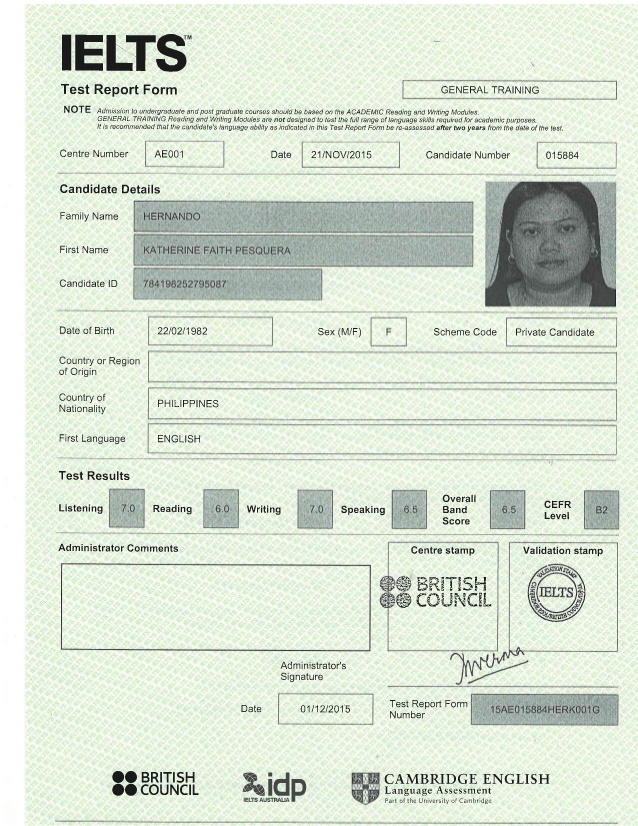 IELTS™
Test Report Form
GENERAL TRAINING
NOTE Admission to undergraduate and post graduate courses should be based on the ACADEMIC Reading and Writing Modules.
GENERAL TRAINING Reading and Writing Modules are not designed to test the full range of language skills required for academic purposes.
It is recommended that the candidate's language ability as indicated in this Test Report Form be re-assessed after two years from the date of the test.
Centre Number AE001 Date 21/NOV/2015 Candidate Number 015884
Candidate Details
Family Name HERNANDO
First Name KATHERINE FAITH PESQUERA
Candidate ID 784198252795087
Date of Birth 22/02/1982 Sex (M/F) F Scheme Code Private Candidate
Country or Region
of Origin
Country of
Nationality PHILIPPINES
First Language ENGLISH
Test Results
Listening 7.0 Reading 6.0 Writing 7.0 Speaking 6.5 Overall Band Score 6.5 CEFR Level B2
Administrator Comments
Centre stamp
Validation stamp
BRITISH
COUNCIL
VALIDATION STAMP
IELTS
Administrator's
Signature
Date 01/12/2015
Test Report Form
Number 15AE015884HERK001G
BRITISH
COUNCIL
idp
IELTS AUSTRALIA
CAMBRIDGE ENGLISH
Language Assessment
Part of the University of Cambridge